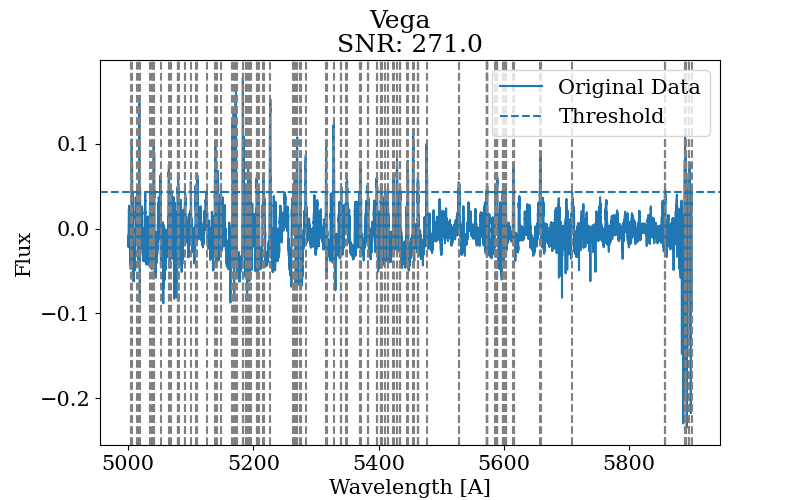 Vega
SNR: 271.0
Original Data
Threshold
0.1
0.0
−0.1
−0.2
Flux
5000 5200 5400 5600 5800
Wavelength [A]